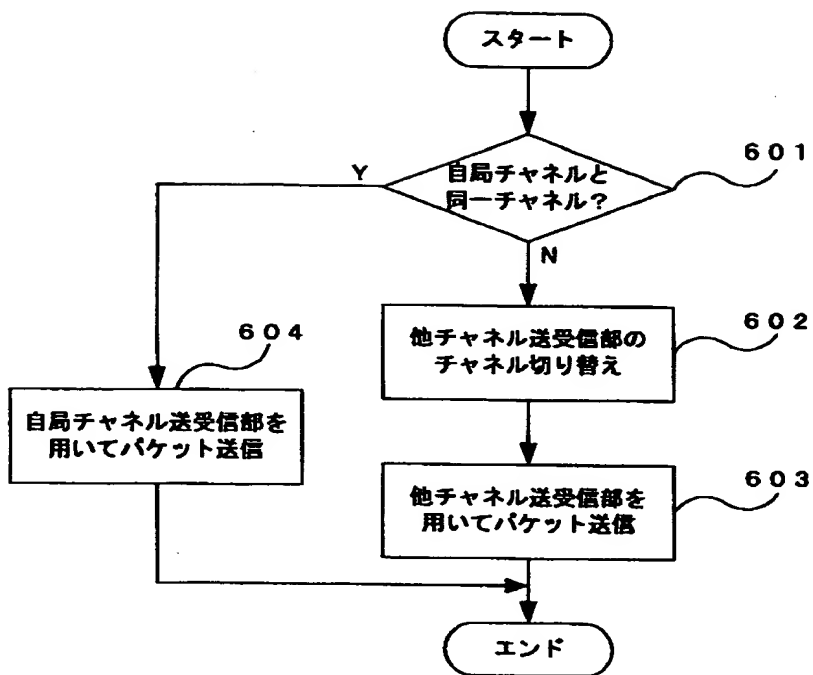 スタート
自局チャネルと
同一チャネル？
６０１
Y
N
他チャネル送受信部の
チャネル切り替え
６０２
６０４
自局チャネル送受信部を
用いてパケット送信
他チャネル送受信部を
用いてパケット送信
６０３
エンド